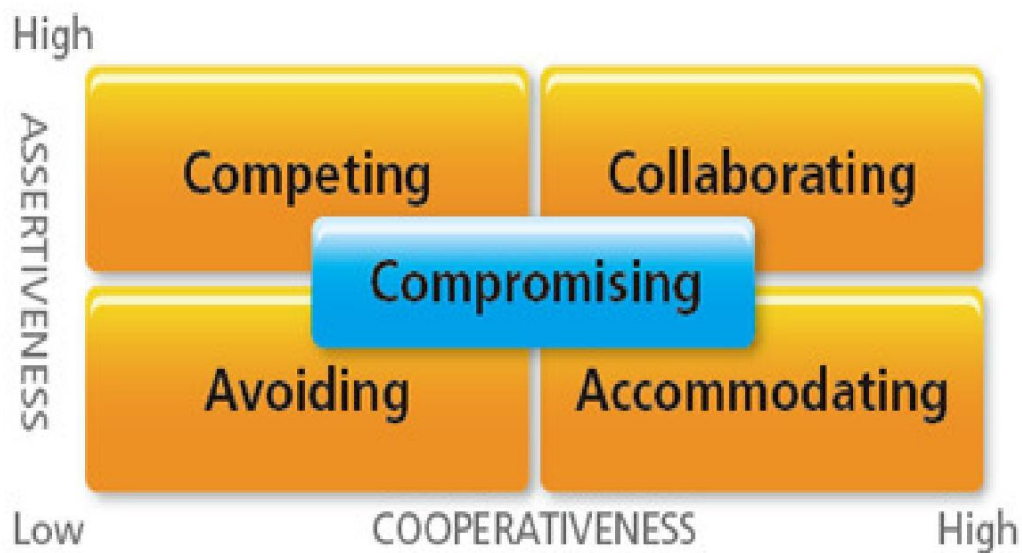 High
ASSERTIVENESS
Competing
Collaborating
Compromising
Avoiding
Accommodating
Low
COOPERATIVENESS
High